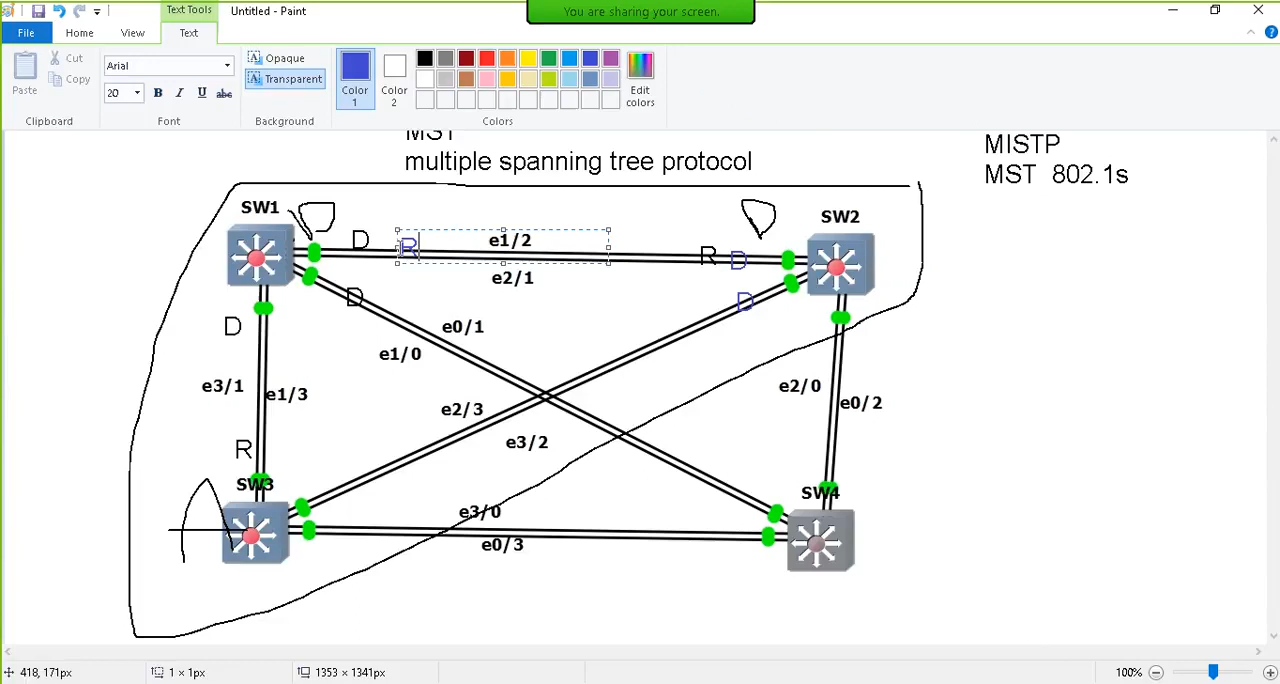 Text Tools
Untitled - Paint
You are sharing your screen.
File
Home
View
Text
Paste
Cut
Copy
Clipboard
Arial
20
B I U abc
Font
Opaque
Transparent
Background
Color 1
Color 2
Edit colors
Colors
MST
multiple spanning tree protocol
MISTP
MST 802.1s
SW1
SW2
D
R
e1/2
R
D
e2/1
D
D
D
e0/1
e1/0
e3/1
e1/3
e2/0
e0/2
e2/3
e3/2
R
SW3
SW4
e3/0
e0/3
418, 171px
1 × 1px
1353 × 1341px
100%